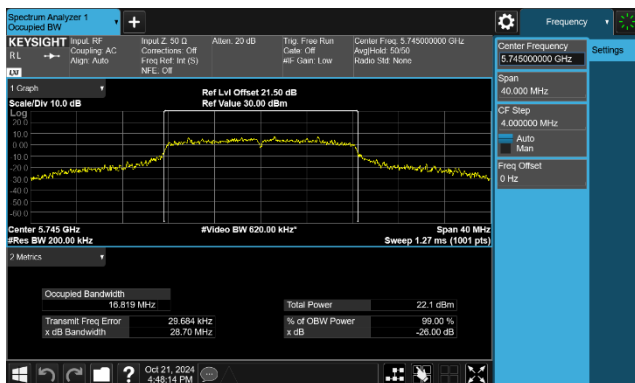 Spectrum Analyzer 1
Occupied BW
+
Frequency
KEYSIGHT Input: RF Input Z: 50 Ω Atten: 20 dB Trig: Free Run Center Freq: 5.745000000 GHz
RL Coupling: AC Corrections: Off Gate: Off Avg|Hold: 50/50
Align: Auto Freq Ref: Int (S) #IF Gain: Low Radio Std: None
NFE: Off
LXI
Center Frequency
5.745000000 GHz
Settings
Span
40.000 MHz
CF Step
4.000000 MHz
Auto
Man
Freq Offset
0 Hz
1 Graph
Ref Lvl Offset 21.50 dB
Scale/Div 10.0 dB Ref Value 30.00 dBm
Log
20.0
10.0
0.00
-10.0
-20.0
-30.0
-40.0
-50.0
-60.0
Center 5.745 GHz #Video BW 620.00 kHz* Span 40 MHz
#Res BW 200.00 kHz Sweep 1.27 ms (1001 pts)
2 Metrics
Occupied Bandwidth
16.819 MHz Total Power 22.1 dBm
Transmit Freq Error 29.684 kHz % of OBW Power 99.00 %
x dB Bandwidth 28.70 MHz x dB -26.00 dB
? Oct 21, 2024
4:48:14 PM